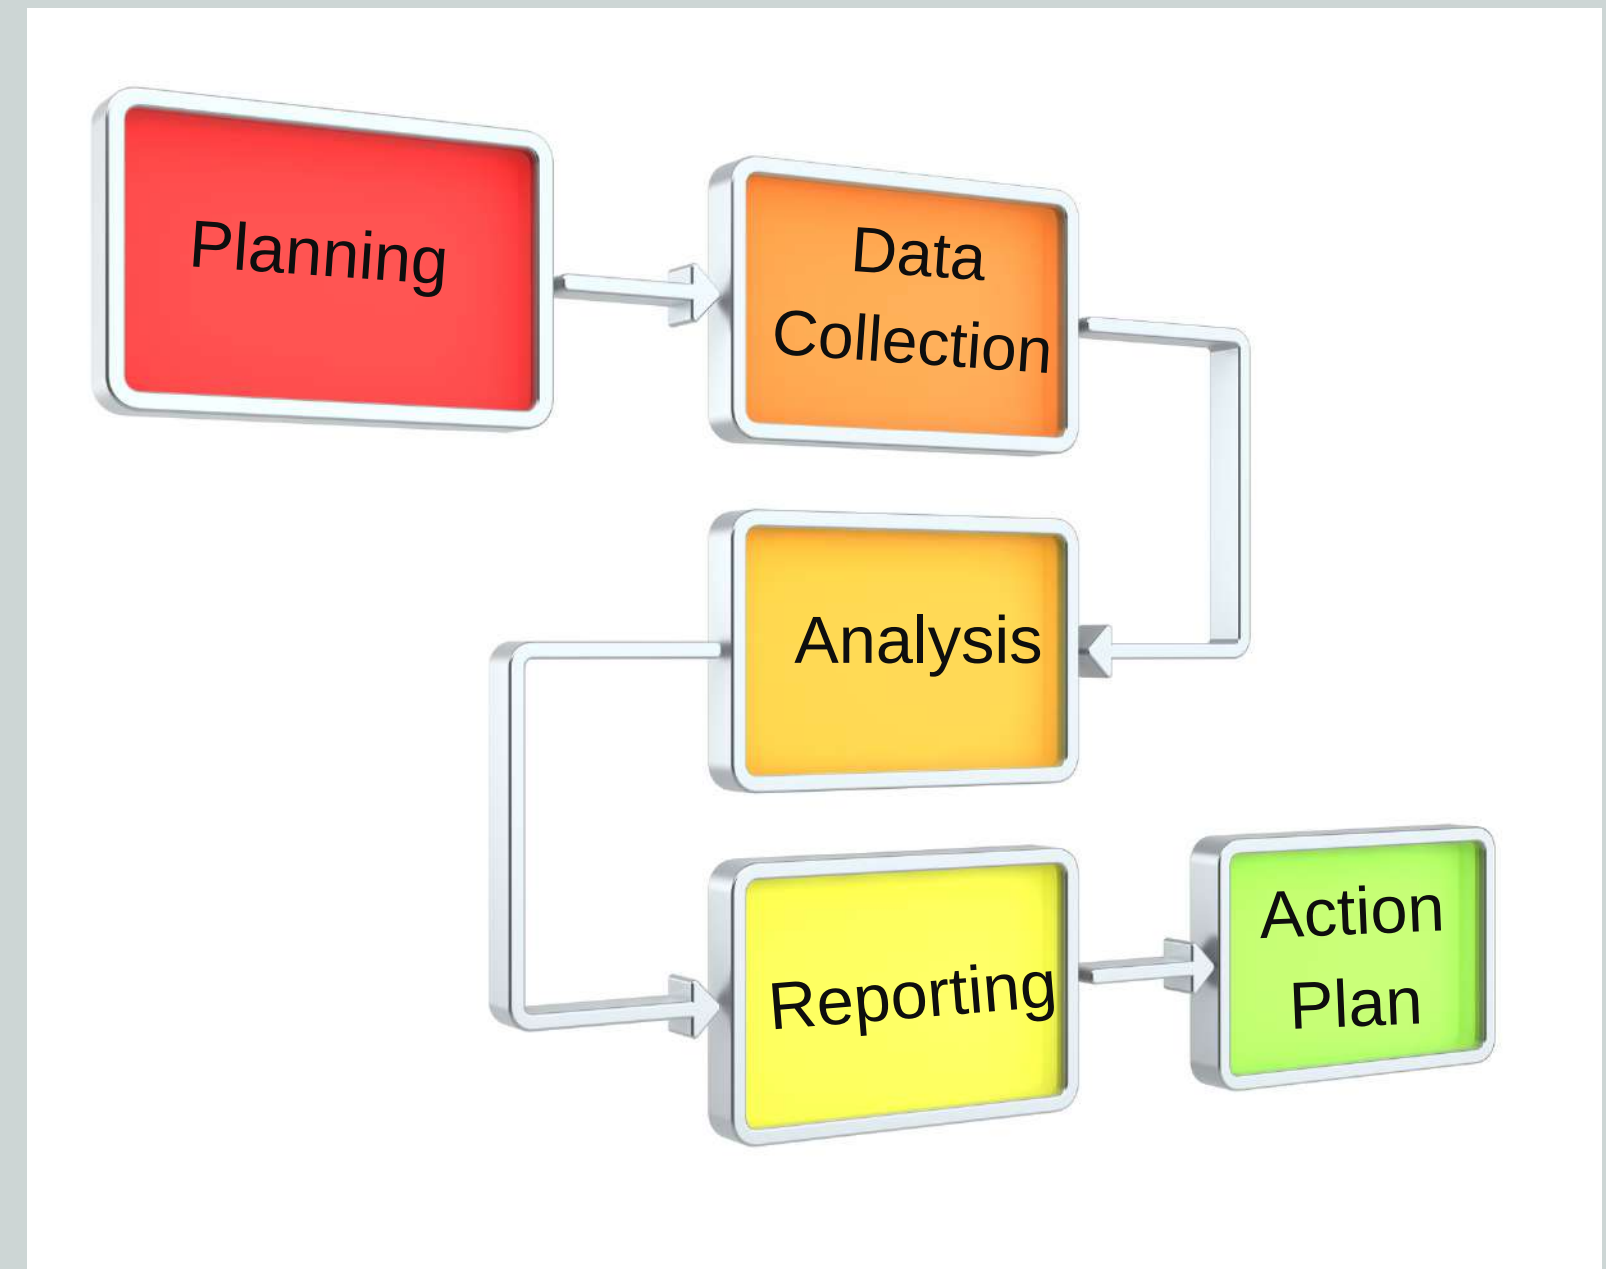 Planning
Data
Collection
Analysis
Reporting
Action
Plan